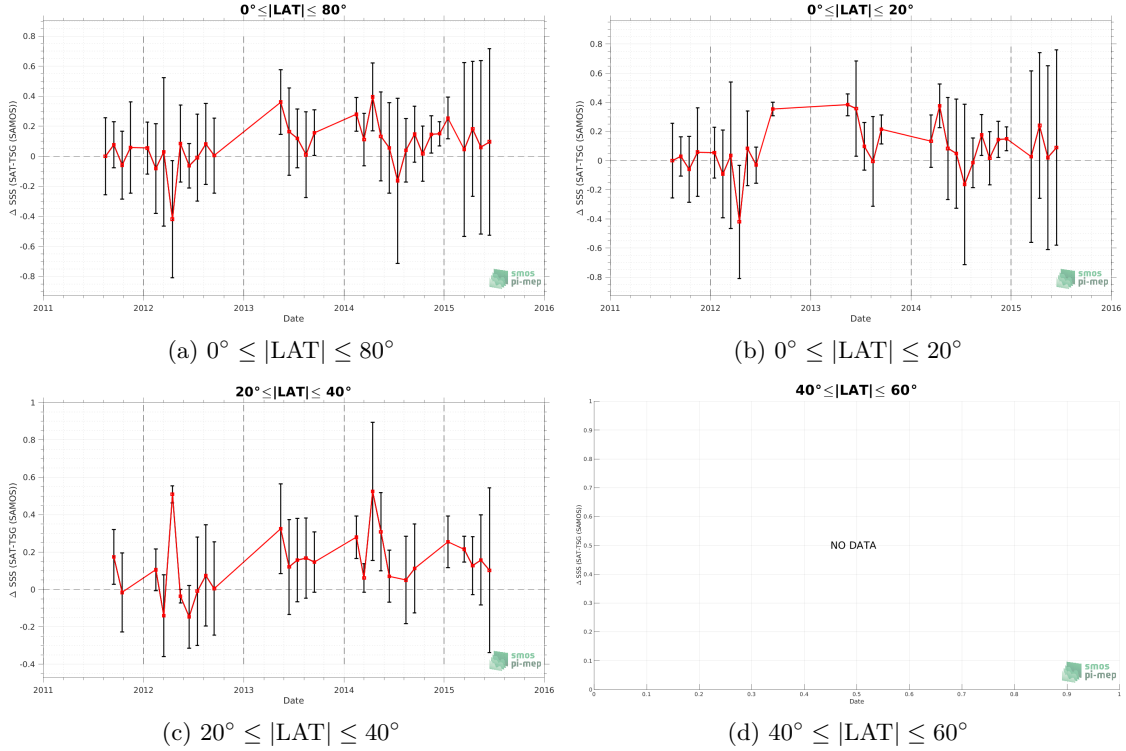 0°≤|LAT|≤ 80°
Δ SSS (SAT-TSG (SAMOS))
0.8
0.6
0.4
0.2
0
-0.2
-0.4
-0.6
-0.8
2011 2012 2013 2014 2015 2016
Date
smos
pi-mep
(a) 0° ≤ |LAT| ≤ 80°
0°≤|LAT|≤ 20°
Δ SSS (SAT-TSG (SAMOS))
0.8
0.6
0.4
0.2
0
-0.2
-0.4
-0.6
-0.8
2011 2012 2013 2014 2015 2016
Date
smos
pi-mep
(b) 0° ≤ |LAT| ≤ 20°
20°≤|LAT|≤ 40°
Δ SSS (SAT-TSG (SAMOS))
1
0.8
0.6
0.4
0.2
0
-0.2
-0.4
2011 2012 2013 2014 2015 2016
Date
smos
pi-mep
(c) 20° ≤ |LAT| ≤ 40°
40°≤|LAT|≤ 60°
Δ SSS (SAT-TSG (SAMOS))
1
0.9
0.8
0.7
0.6
0.5
0.4
0.3
0.2
0.1
0
NO DATA
0 0.1 0.2 0.3 0.4 0.5 0.6 0.7 0.8 0.9 1
Date
smos
pi-mep
(d) 40° ≤ |LAT| ≤ 60°